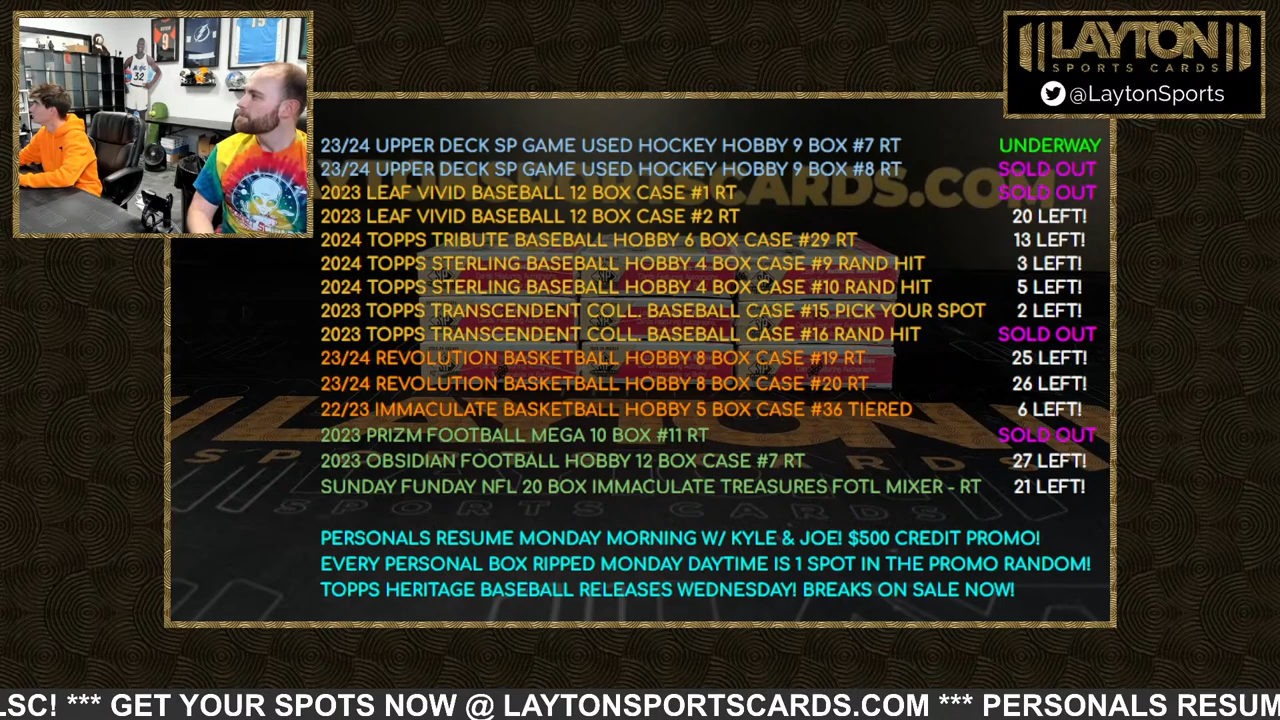 LAYTON
SPORTS CARDS
@LaytonSports
23/24 UPPER DECK SP GAME USED HOCKEY HOBBY 9 BOX #7 RT UNDERWAY
23/24 UPPER DECK SP GAME USED HOCKEY HOBBY 9 BOX #8 RT SOLD OUT
2023 LEAF VIVID BASEBALL 12 BOX CASE #1 RT SOLD OUT
2023 LEAF VIVID BASEBALL 12 BOX CASE #2 RT 20 LEFT!
2024 TOPPS TRIBUTE BASEBALL HOBBY 6 BOX CASE #29 RT 13 LEFT!
2024 TOPPS STERLING BASEBALL HOBBY 4 BOX CASE #9 RAND HIT 3 LEFT!
2024 TOPPS STERLING BASEBALL HOBBY 4 BOX CASE #10 RAND HIT 5 LEFT!
2023 TOPPS TRANSCENDENT COLL. BASEBALL CASE #15 PICK YOUR SPOT 2 LEFT!
2023 TOPPS TRANSCENDENT COLL. BASEBALL CASE #16 RAND HIT SOLD OUT
23/24 REVOLUTION BASKETBALL HOBBY 8 BOX CASE #19 RT 25 LEFT!
23/24 REVOLUTION BASKETBALL HOBBY 8 BOX CASE #20 RT 26 LEFT!
22/23 IMMACULATE BASKETBALL HOBBY 5 BOX CASE #36 TIERED 6 LEFT!
2023 PRIZM FOOTBALL MEGA 10 BOX #11 RT SOLD OUT
2023 OBSIDIAN FOOTBALL HOBBY 12 BOX CASE #7 RT 27 LEFT!
SUNDAY FUNDAY NFL 20 BOX IMMACULATE TREASURES FOTL MIXER - RT 21 LEFT!
PERSONALS RESUME MONDAY MORNING W/ KYLE & JOE! $500 CREDIT PROMO!
EVERY PERSONAL BOX RIPPED MONDAY DAYTIME IS 1 SPOT IN THE PROMO RANDOM!
TOPPS HERITAGE BASEBALL RELEASES WEDNESDAY! BREAKS ON SALE NOW!
LSC! *** GET YOUR SPOTS NOW @ LAYTONSPORTSCARDS.COM *** PERSONALS RESUM